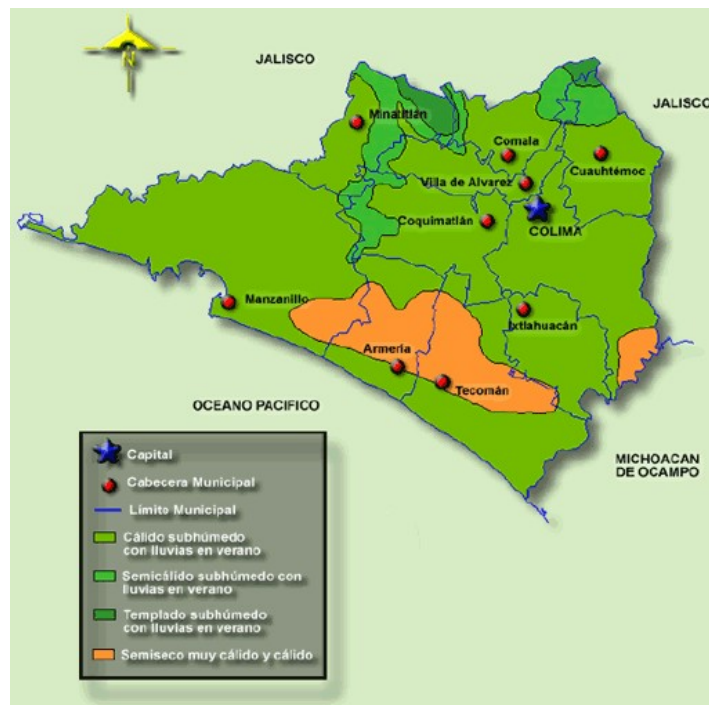 N
JALISCO
JALISCO
Minatitlán
Comala
Cuauhtémoc
Villa de Alvarez
Coquimatlán
COLIMA
Manzanillo
Ixtlahuacán
Armería
Tecomán
OCEANO PACIFICO
MICHOACAN
DE OCAMPO
Capital
Cabecera Municipal
Límite Municipal
Cálido subhúmedo
con lluvias en verano
Semicálido subhúmedo con
lluvias en verano
Templado subhúmedo
con lluvias en verano
Semiseco muy cálido y cálido